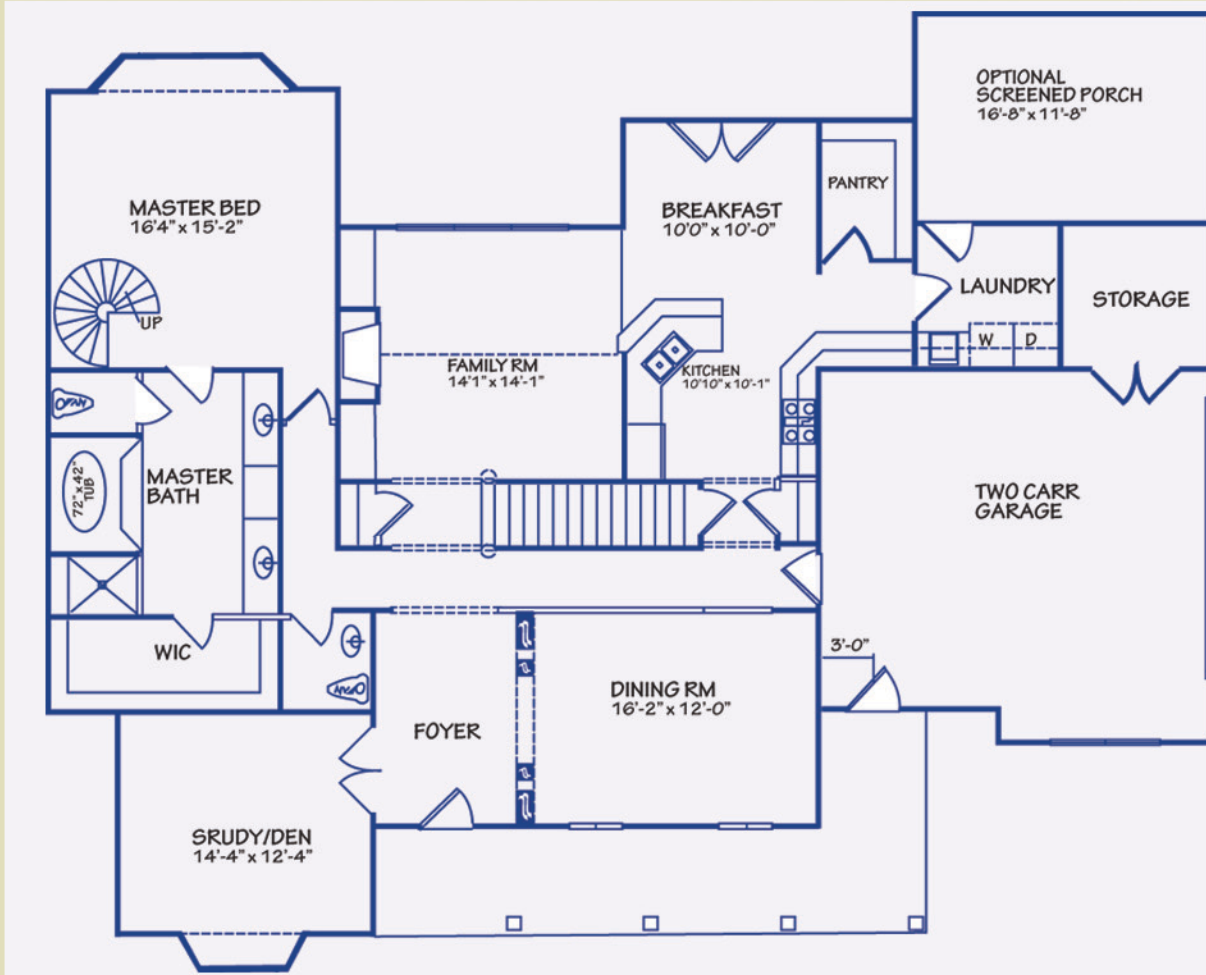 OPTIONAL
SCREENED PORCH
16'-8" x 11'-8"
MASTER BED
16'4" x 15'-2"
BREAKFAST
10'0" x 10'-0"
PANTRY
LAUNDRY
STORAGE
UP
W
D
FAMILY RM
14'1" x 14'-1"
KITCHEN
10'10" x 10'-1"
72" x 42"
TUB
MASTER
BATH
TWO CARR
GARAGE
WIC
3'-0"
DINING RM
16'-2" x 12'-0"
FOYER
SRUDY/DEN
14'-4" x 12'-4"